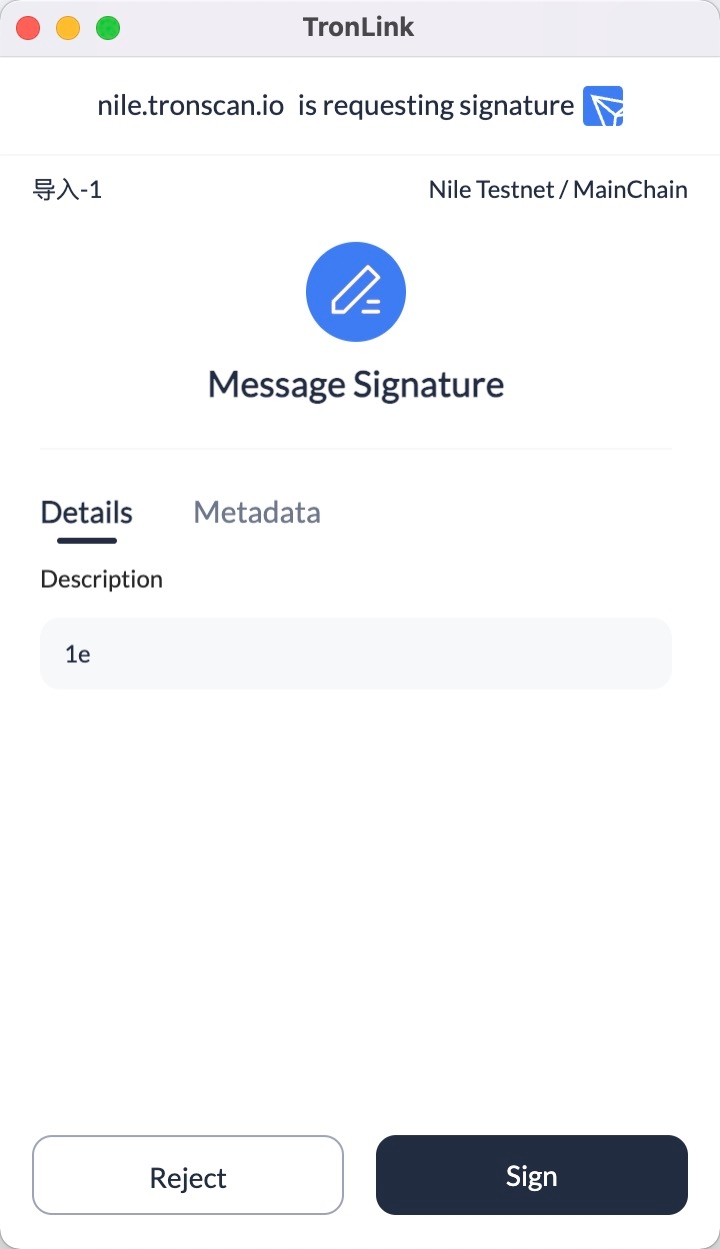 TronLink
nile.tronscan.io is requesting signature
导入-1
Nile Testnet / MainChain
Message Signature
Details
Metadata
Description
1e
Reject
Sign